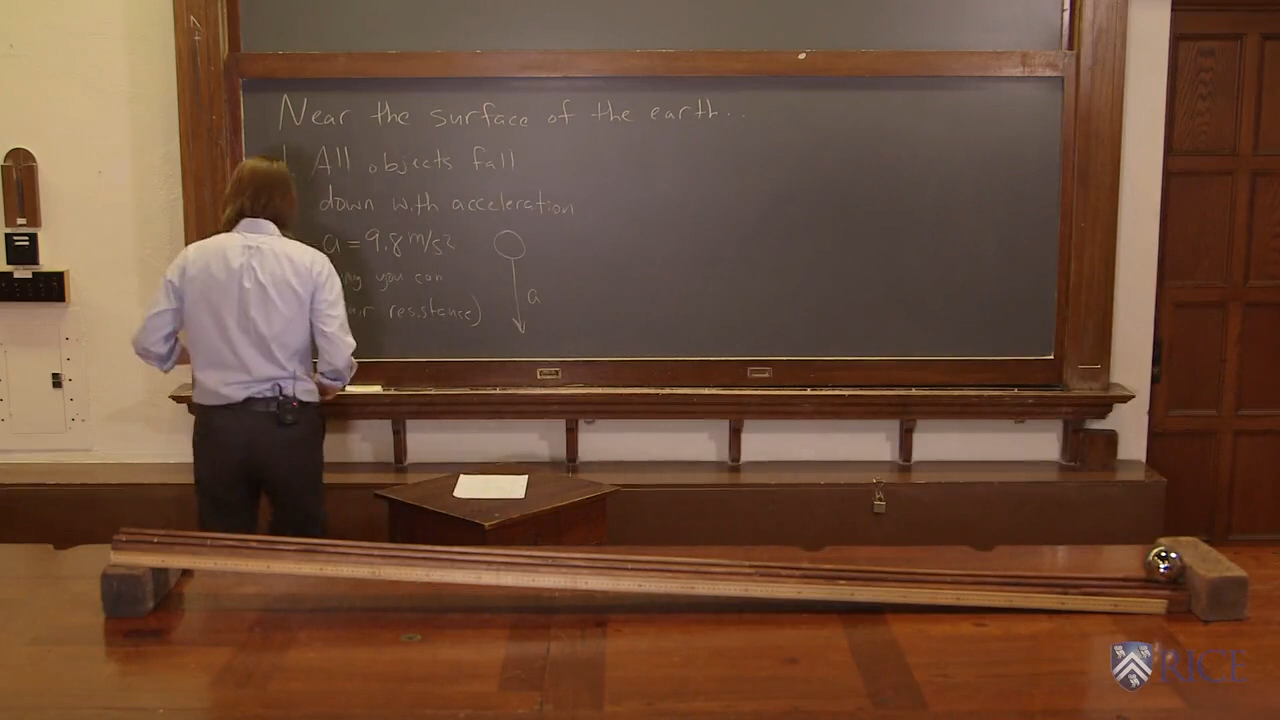 Near the surface of the earth..
All objects fall
down with acceleration
a = 9.8 m/s²
you can
air resistance)
a
RICE